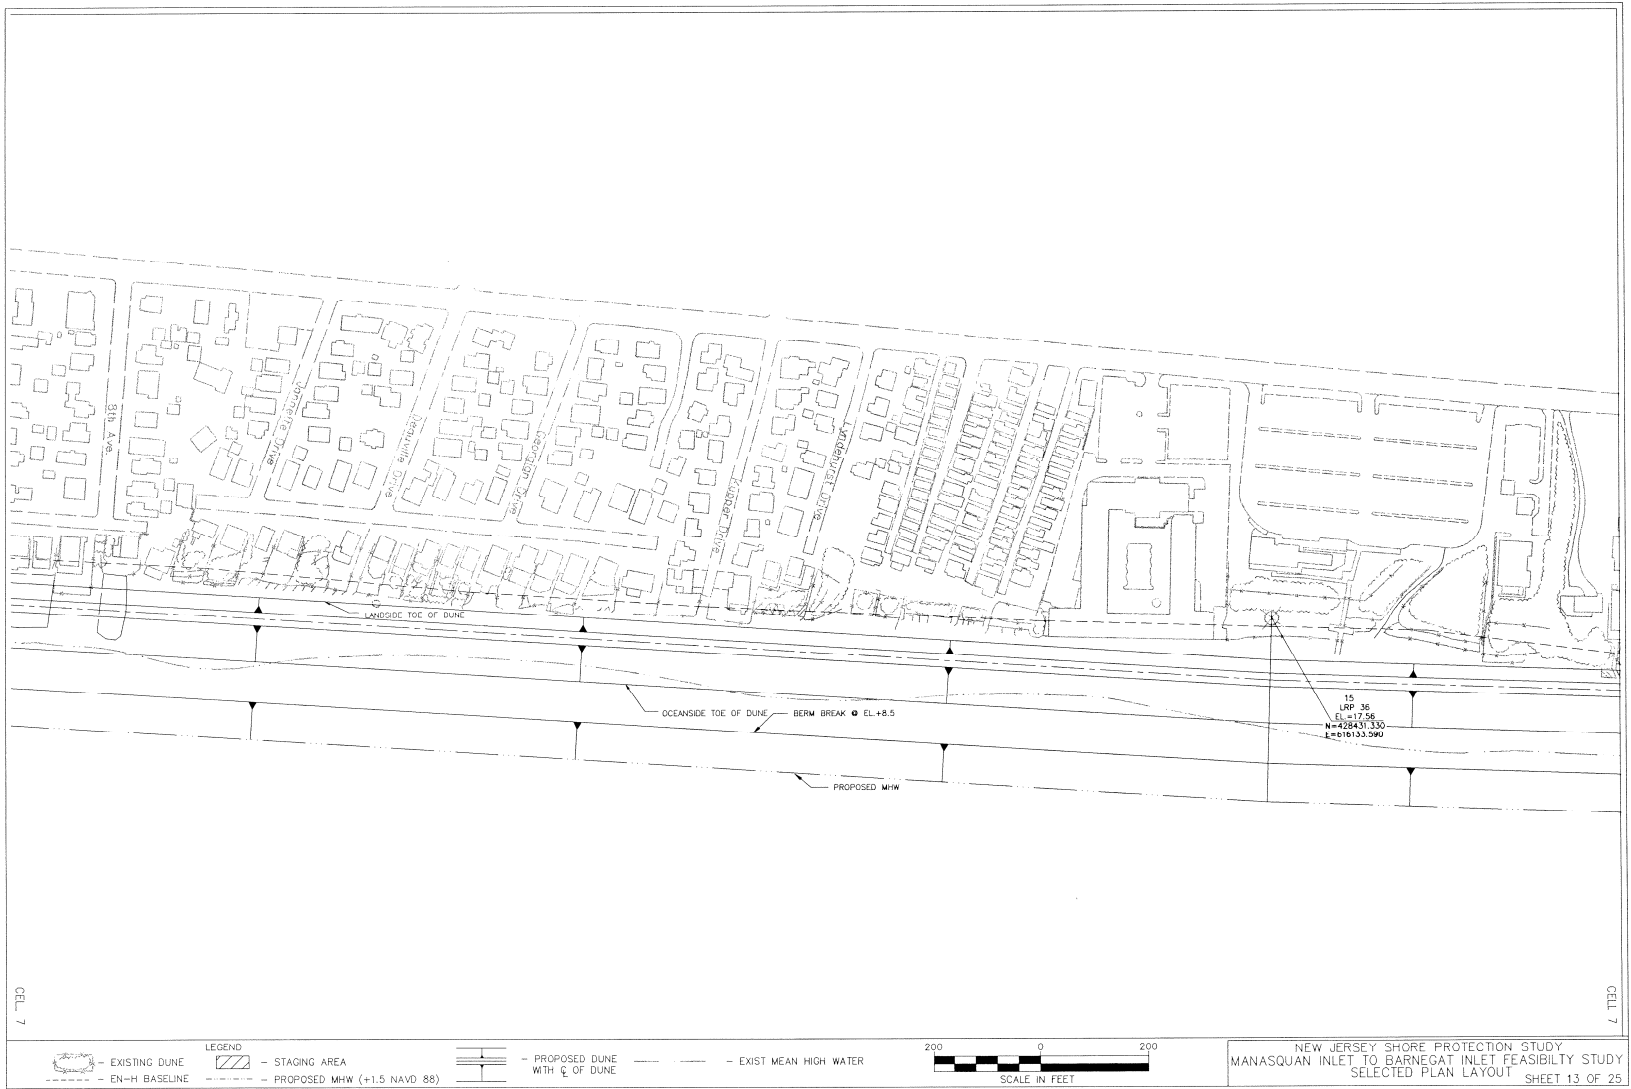 8th Ave
Joannette Drive
Deauville Drive
Georgian Drive
Kupper Drive
Lyndenhurst Drive
LANDSIDE TOE OF DUNE
OCEANSIDE TOE OF DUNE
BERM BREAK @ EL.+8.5
PROPOSED MHW
15
LRP 36
EL.=17.56
N=428431.330
E=616133.590
CELL 7
CELL 7
LEGEND
- EXISTING DUNE
- EN-H BASELINE
- STAGING AREA
- PROPOSED MHW (+1.5 NAVD 88)
- PROPOSED DUNE
WITH ℄ OF DUNE
- EXIST MEAN HIGH WATER
200 0 200
SCALE IN FEET
NEW JERSEY SHORE PROTECTION STUDY
MANASQUAN INLET TO BARNEGAT INLET FEASIBILTY STUDY
SELECTED PLAN LAYOUT
SHEET 13 OF 25